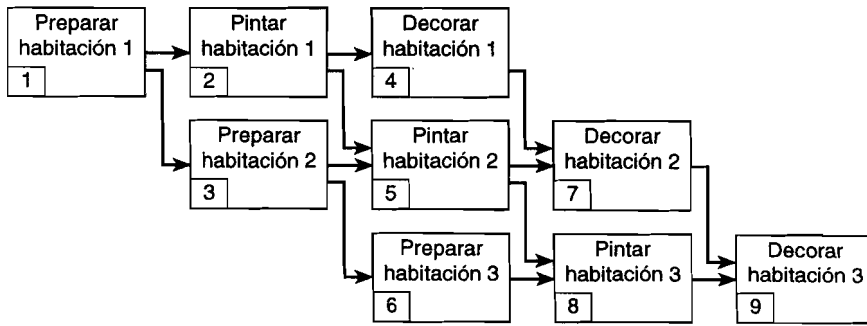 Preparar
habitación 1
1
Pintar
habitación 1
2
Decorar
habitación 1
4
Preparar
habitación 2
3
Pintar
habitación 2
5
Decorar
habitación 2
7
Preparar
habitación 3
6
Pintar
habitación 3
8
Decorar
habitación 3
9